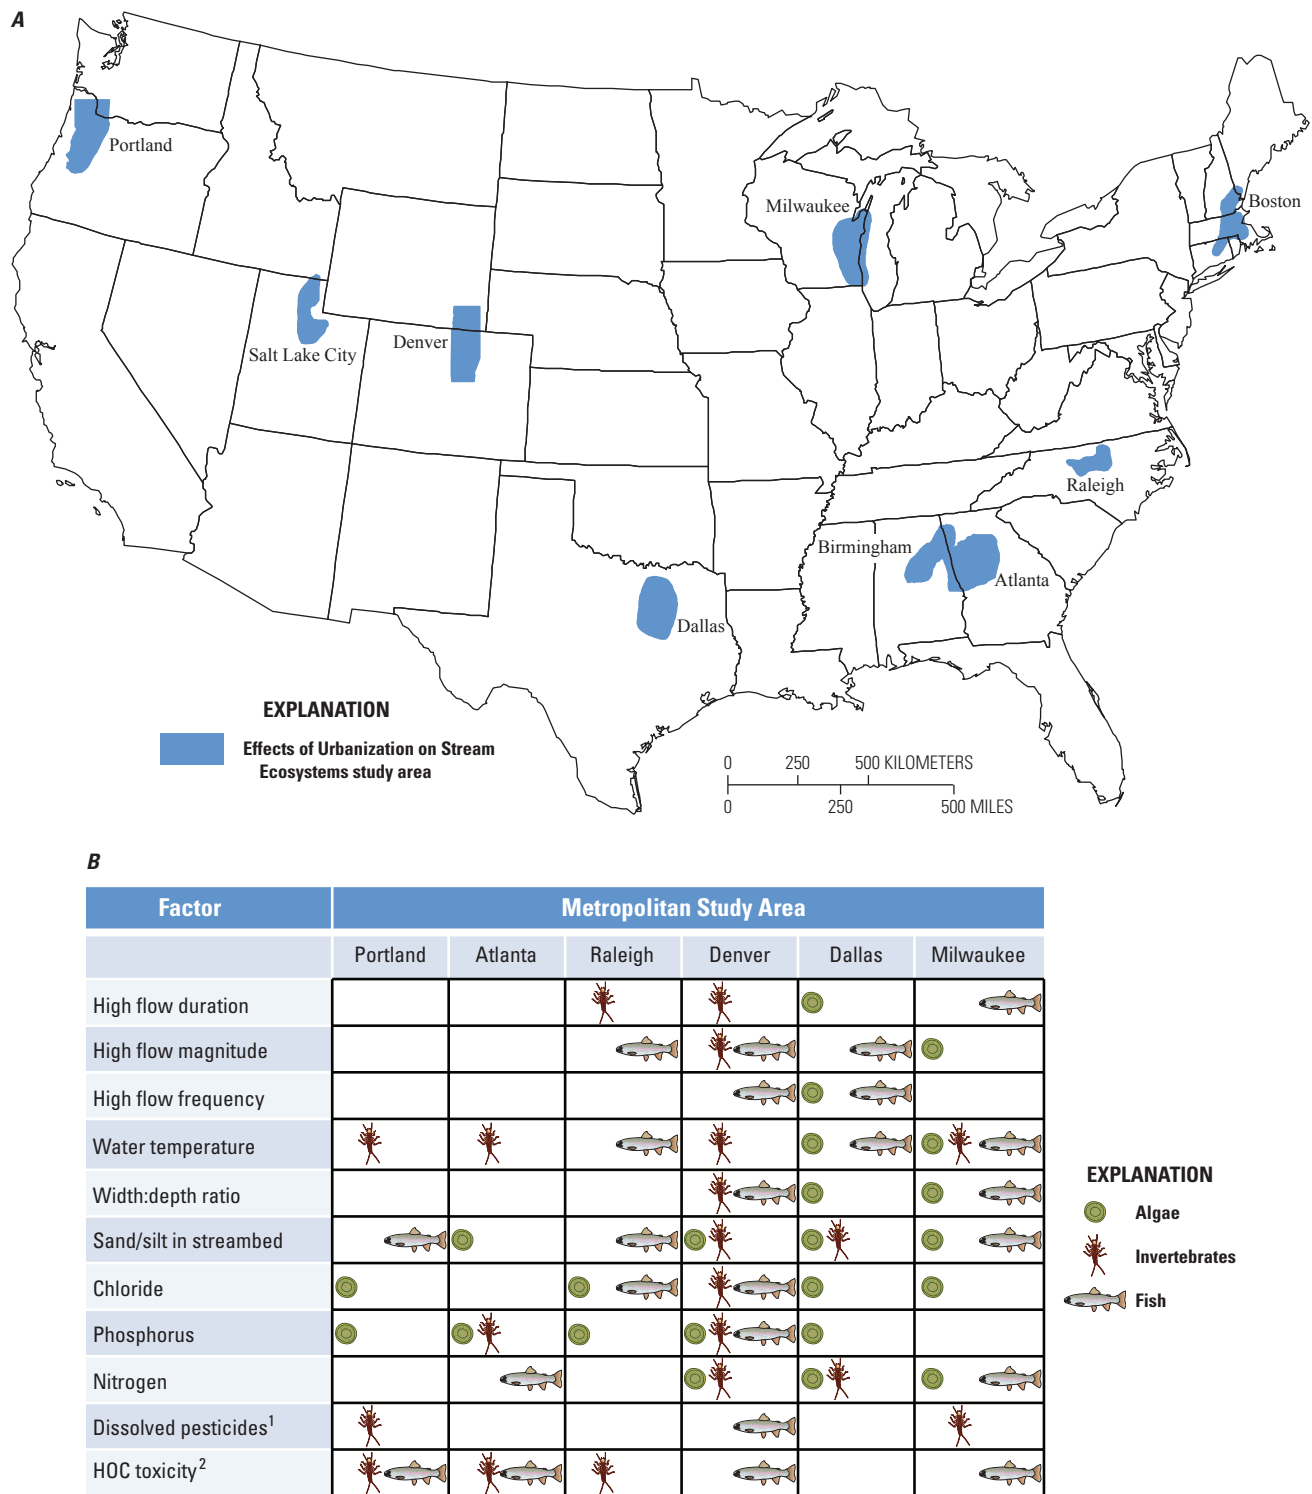 A
Portland
Milwaukee
Boston
Salt Lake City
Denver
Raleigh
Birmingham
Atlanta
Dallas
EXPLANATION
Effects of Urbanization on Stream
Ecosystems study area
0 250 500 KILOMETERS
0 250 500 MILES
B
Factor Metropolitan Study Area
Portland Atlanta Raleigh Denver Dallas Milwaukee
High flow duration
High flow magnitude
High flow frequency
Water temperature
Width:depth ratio
Sand/silt in streambed
Chloride
Phosphorus
Nitrogen
Dissolved pesticides1
HOC toxicity2
EXPLANATION
Algae
Invertebrates
Fish